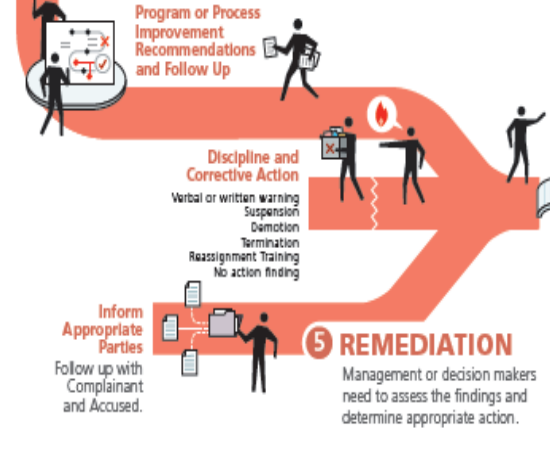 Program or Process
Improvement
Recommendations
and Follow Up
Discipline and
Corrective Action
Verbal or written warning
Suspension
Demotion
Termination
Reassignment Training
No action finding
Inform
Appropriate
Parties
Follow up with
Complainant
and Accused.
5 REMEDIATION
Management or decision makers
need to assess the findings and
determine appropriate action.